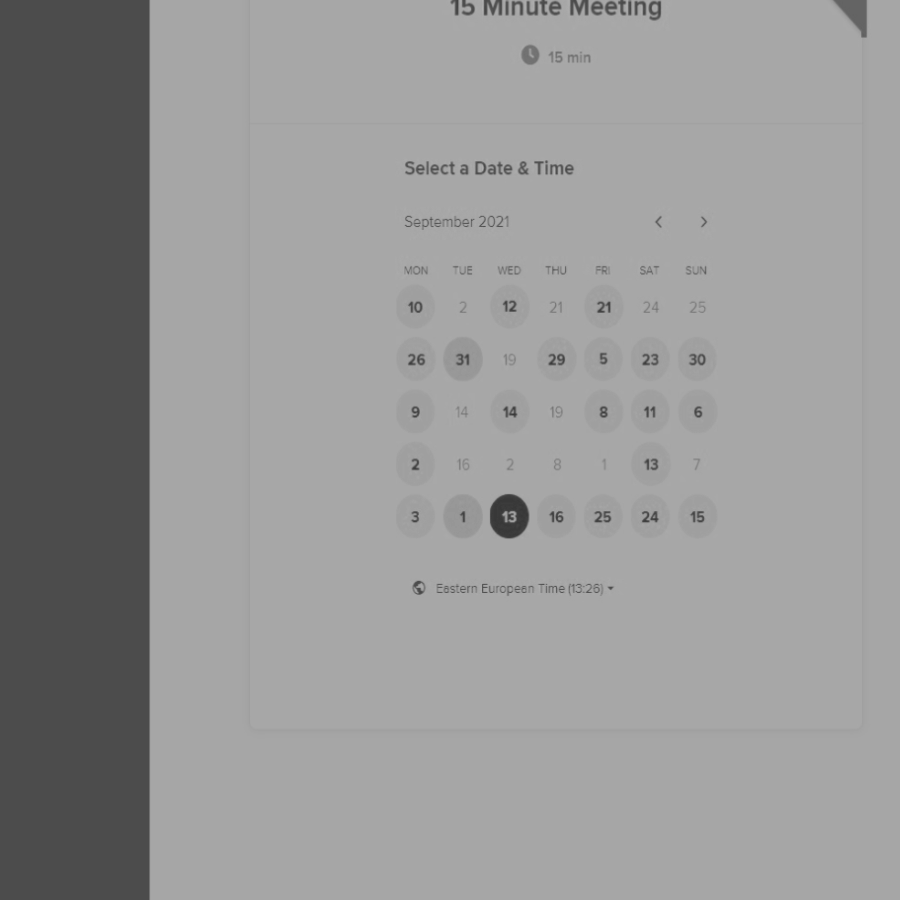 15 Minute Meeting
15 min
Select a Date & Time
September 2021
MON TUE WED THU FRI SAT SUN
10 2 12 21 21 24 25
26 31 19 29 5 23 30
9 14 14 19 8 11 6
2 16 2 8 1 13 7
3 1 13 16 25 24 15
Eastern European Time (13:26)